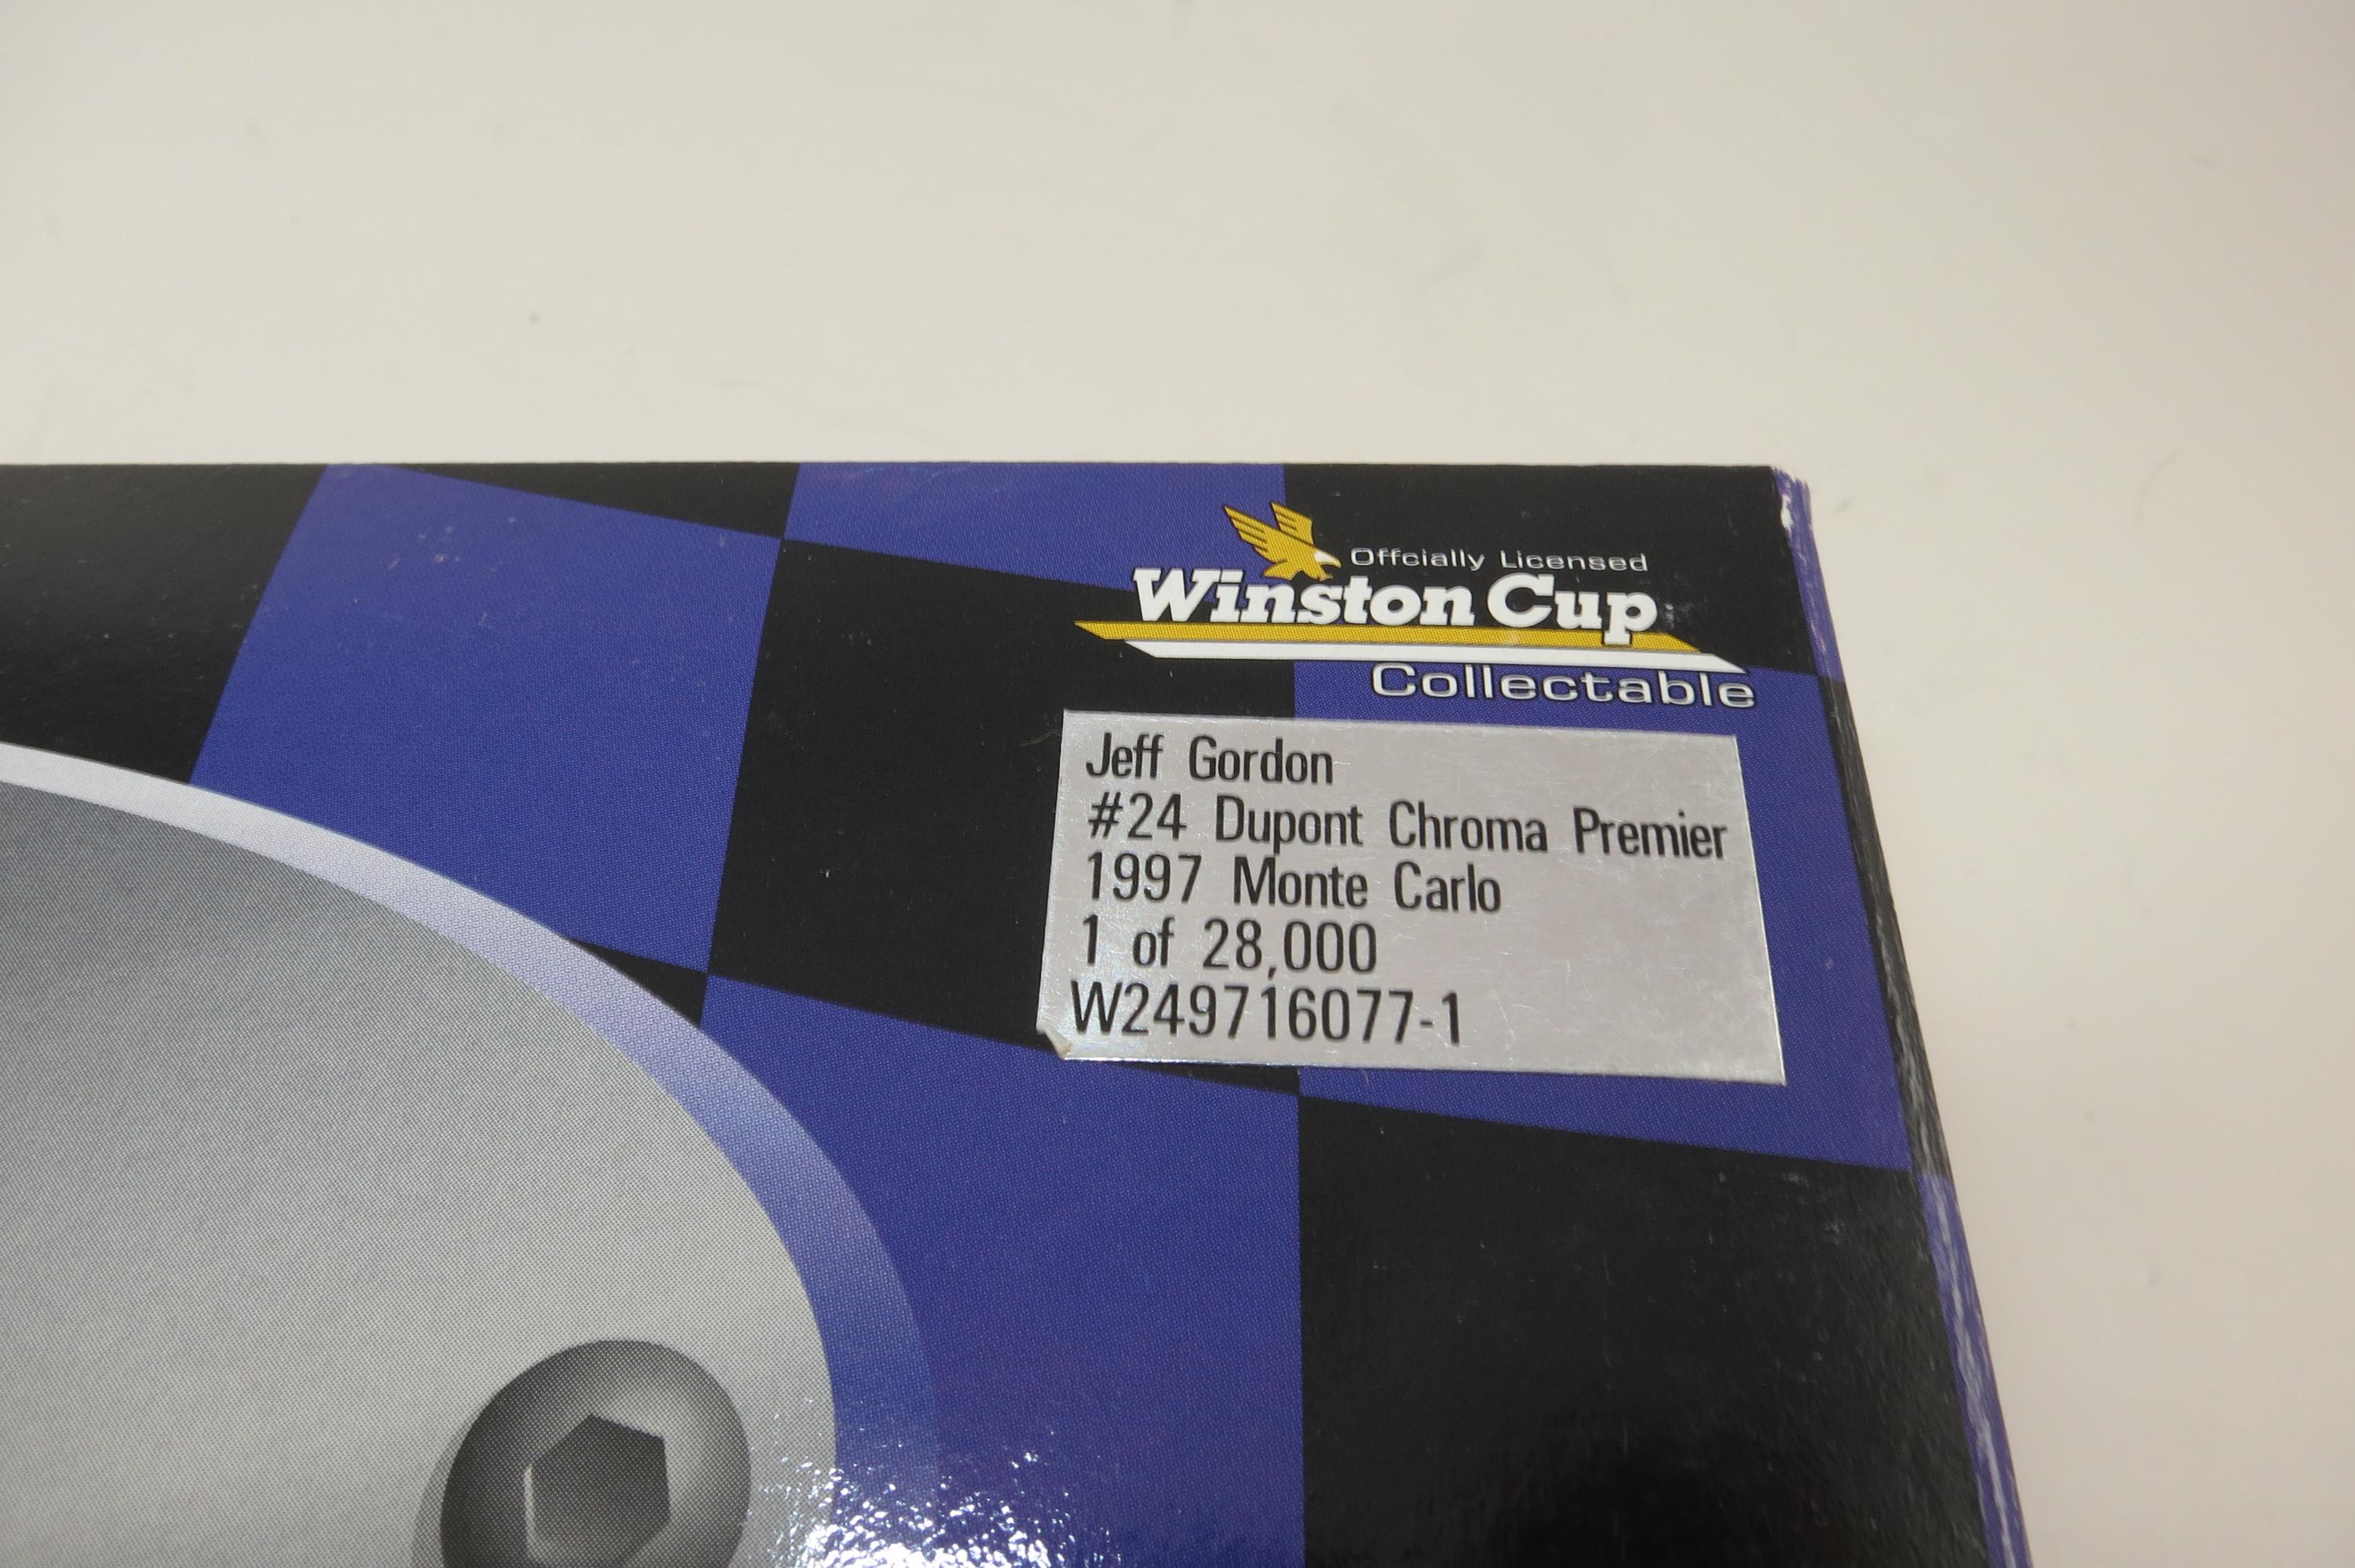 Offcially Licensed
Winston Cup
Collectable
Jeff Gordon
#24 Dupont Chroma Premier
1997 Monte Carlo
1 of 28,000
W249716077-1